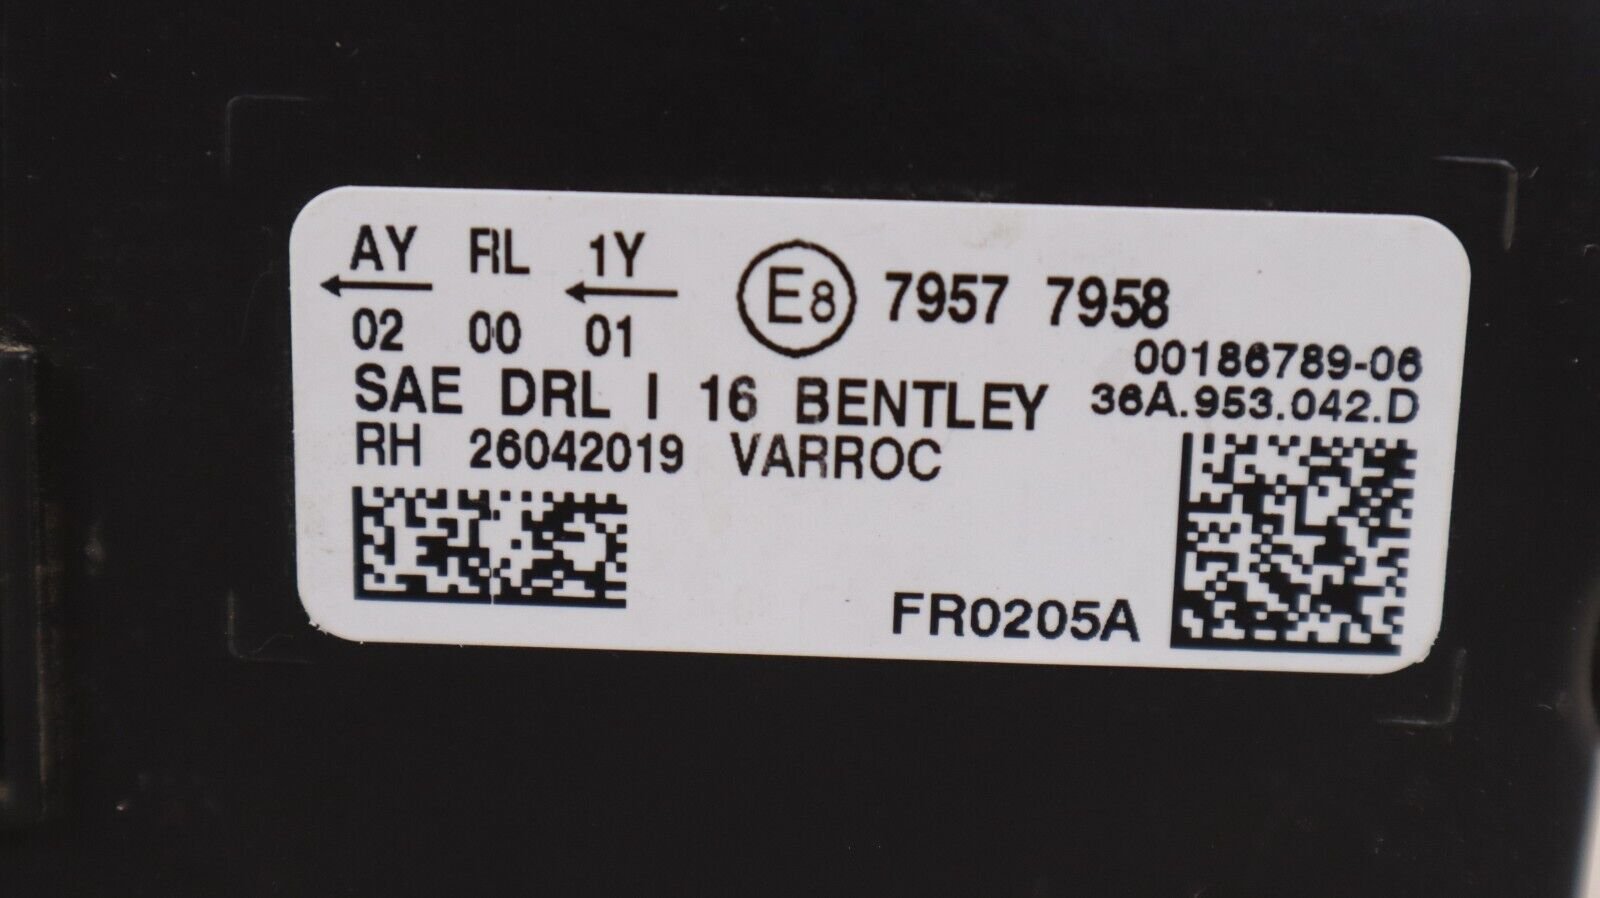 AY RL 1Y
← ←
02 00 01
E8 7957 7958
00186789-06
SAE DRL I 16 BENTLEY 36A.953.042.D
RH 26042019 VARROC
FR0205A